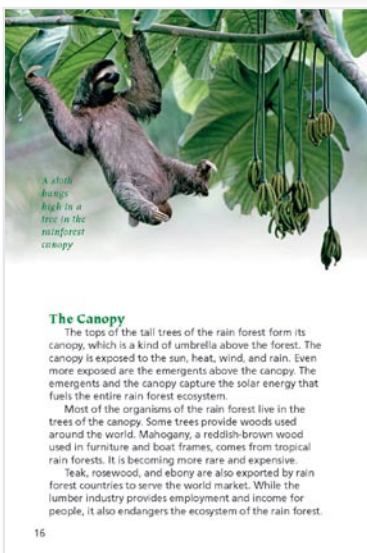 A sloth
hangs
high in a
tree in the
rainforest
canopy
The Canopy
The tops of the tall trees of the rain forest form its
canopy, which is a kind of umbrella above the forest. The
canopy is exposed to the sun, heat, wind, and rain. Even
more exposed are the emergents above the canopy. The
emergents and the canopy capture the solar energy that
fuels the entire rain forest ecosystem.
Most of the organisms of the rain forest live in the
trees of the canopy. Some trees provide woods used
around the world. Mahogany, a reddish-brown wood
used in furniture and boat frames, comes from tropical
rain forests. It is becoming more rare and expensive.
Teak, rosewood, and ebony are also exported by rain
forest countries to serve the world market. While the
lumber industry provides employment and income for
people, it also endangers the ecosystem of the rain forest.
16